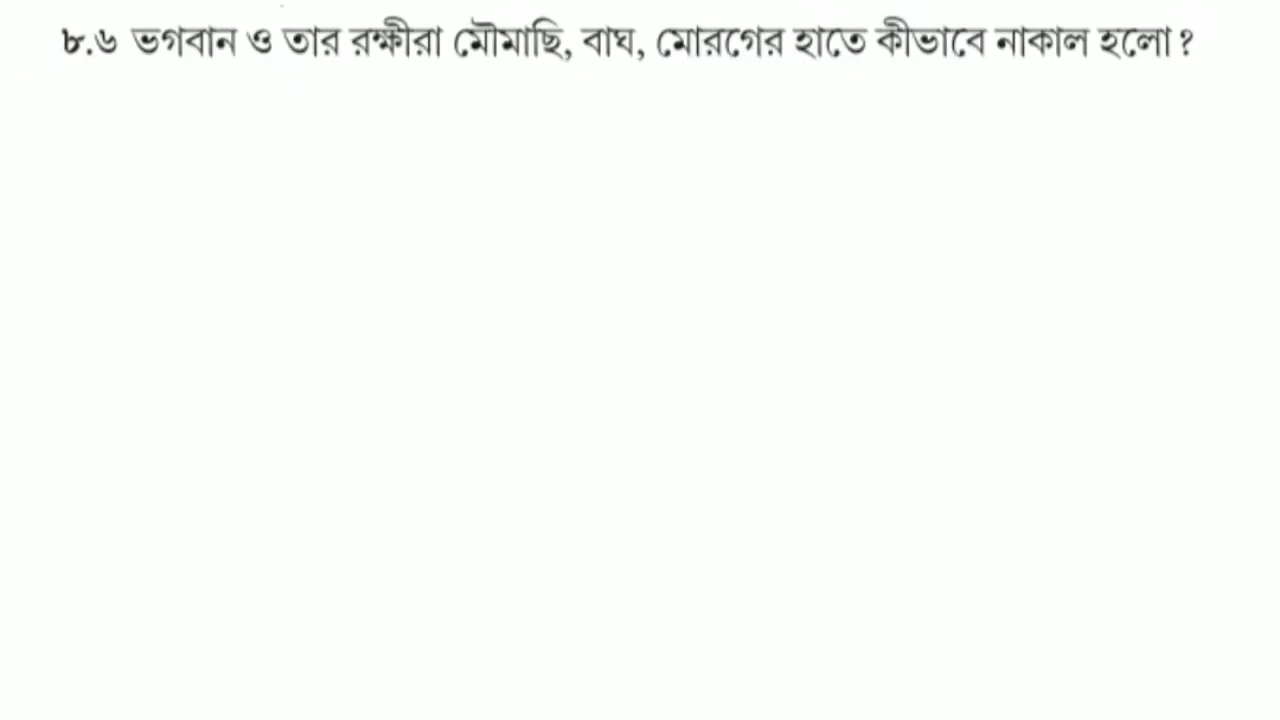 ৮.৬ ভগবান ও তার রক্ষীরা মৌমাছি, বাঘ, মোরগের হাতে কীভাবে নাকাল হলো?